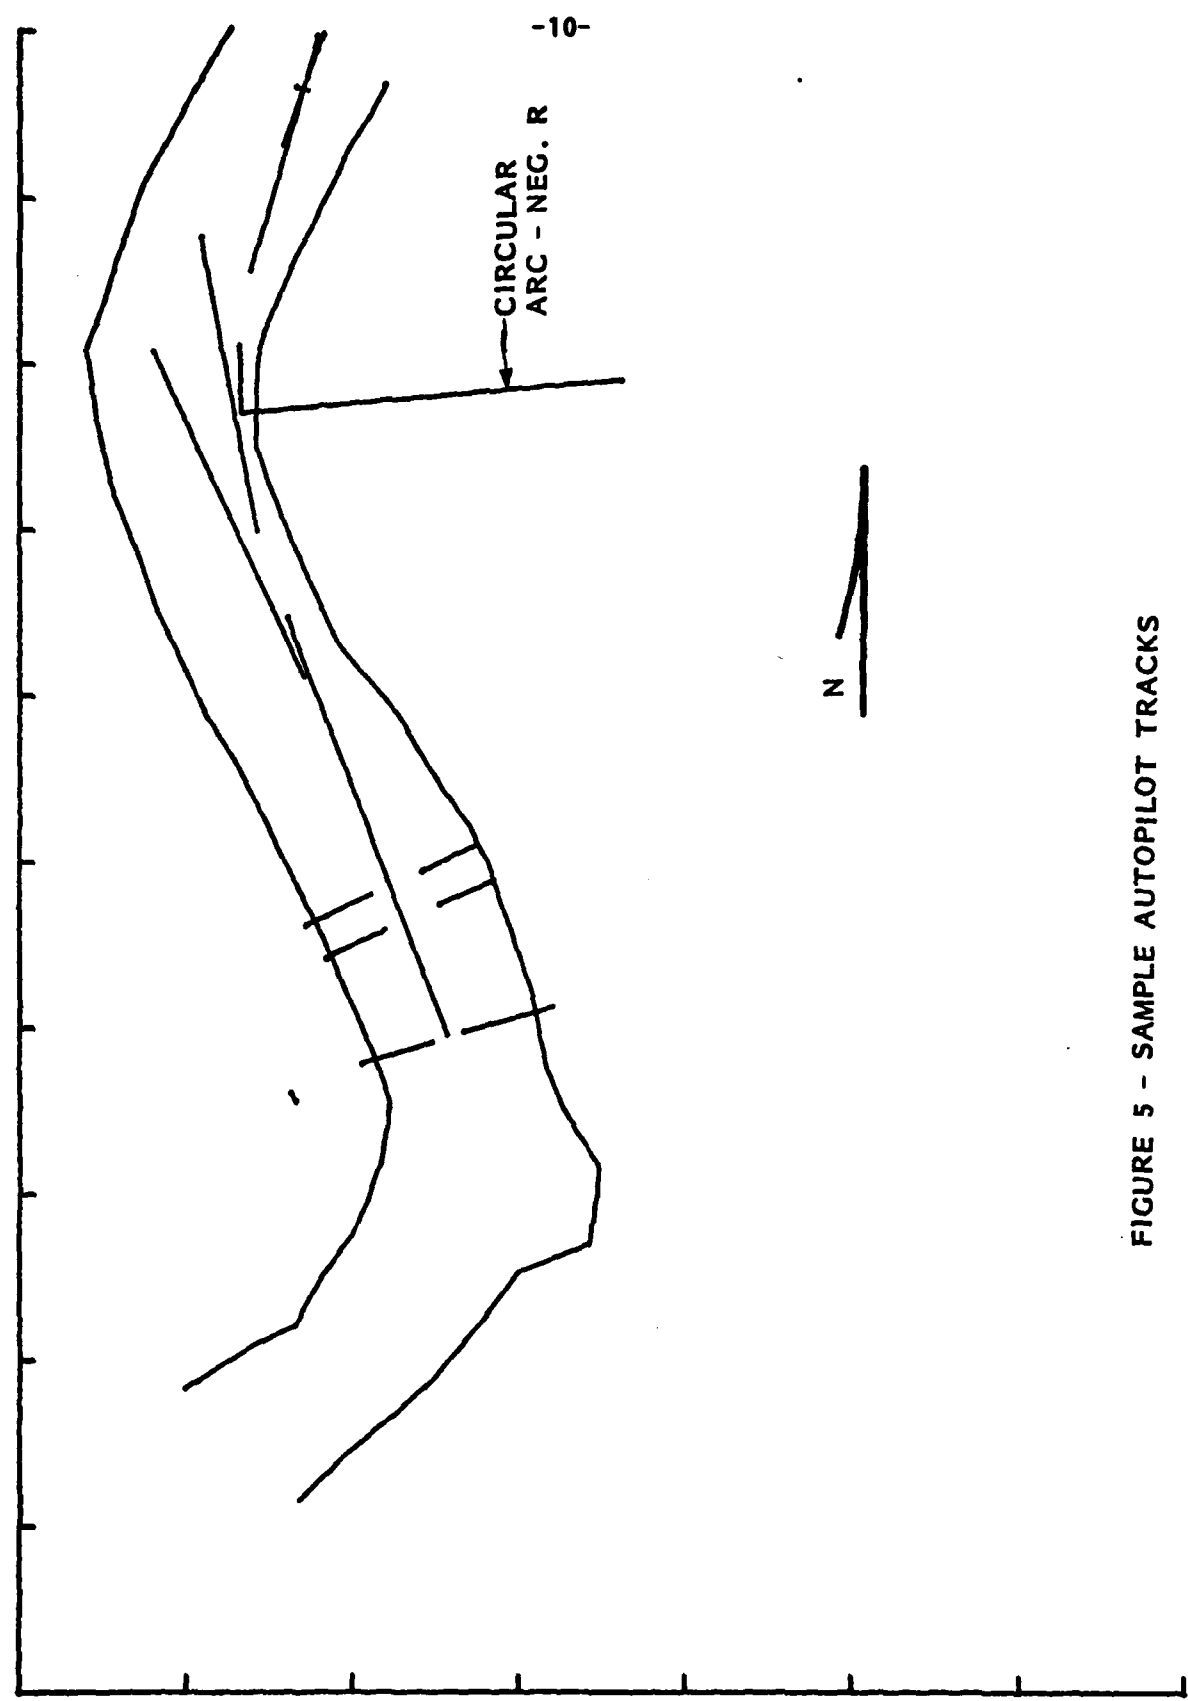 -10-
CIRCULAR
ARC - NEG. R
N
FIGURE 5 - SAMPLE AUTOPILOT TRACKS